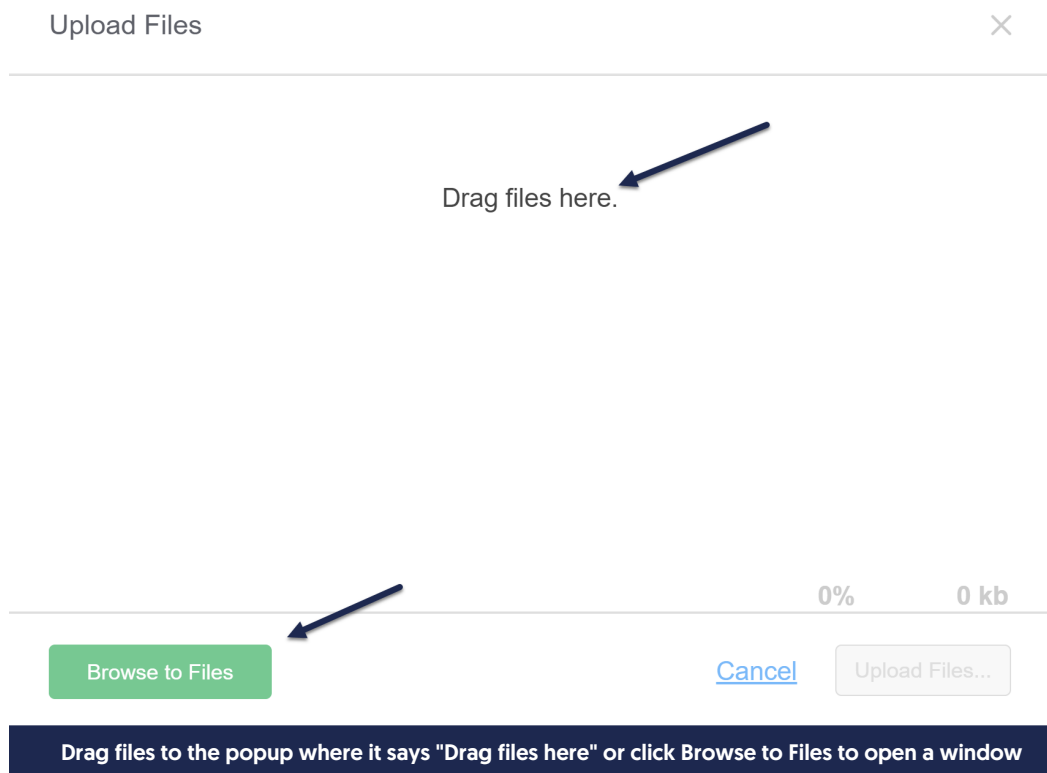 Upload Files
Drag files here.
0% 0 kb
Browse to Files Cancel Upload Files...
Drag files to the popup where it says "Drag files here" or click Browse to Files to open a window